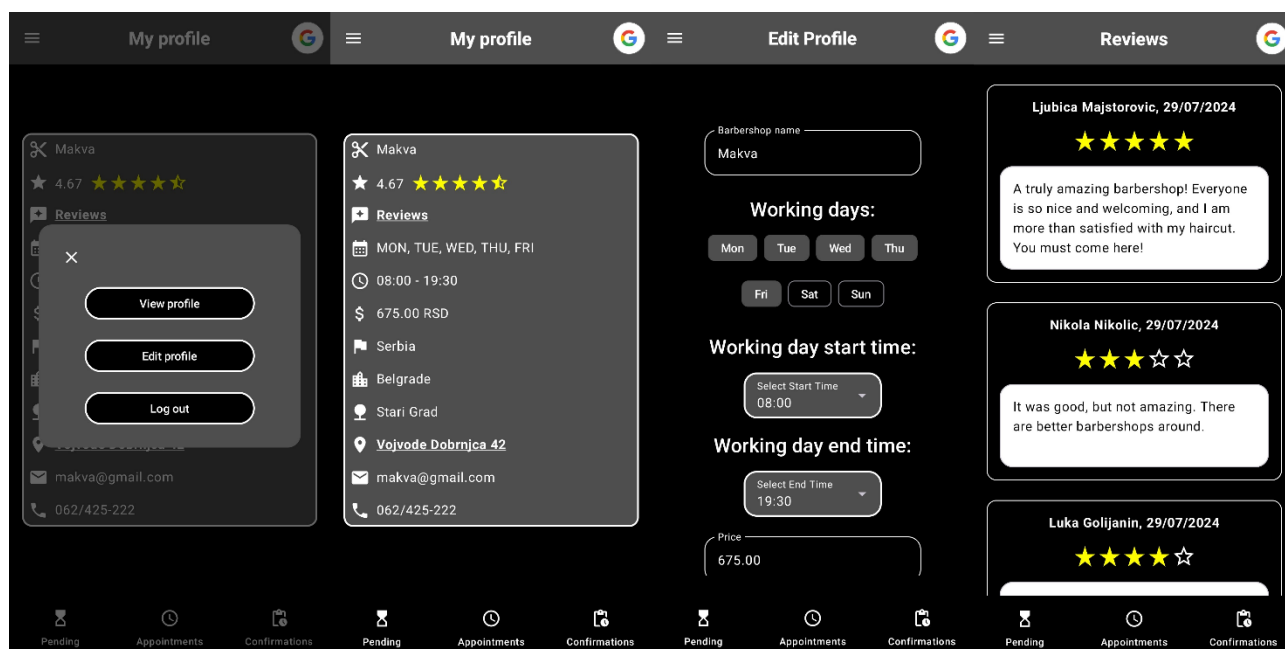 My profile
Makva
4.67
Reviews
View profile
Edit profile
Log out
makva@gmail.com
062/425-222
Pending
Appointments
Confirmations
My profile
Makva
4.67
Reviews
MON, TUE, WED, THU, FRI
08:00 - 19:30
675.00 RSD
Serbia
Belgrade
Stari Grad
Vojvode Dobrnjca 42
makva@gmail.com
062/425-222
Pending
Appointments
Confirmations
Edit Profile
Barbershop name
Makva
Working days:
Mon Tue Wed Thu
Fri Sat Sun
Working day start time:
Select Start Time
08:00
Working day end time:
Select End Time
19:30
Price
675.00
Pending
Appointments
Confirmations
Reviews
Ljubica Majstorovic, 29/07/2024
A truly amazing barbershop! Everyone
is so nice and welcoming, and I am
more than satisfied with my haircut.
You must come here!
Nikola Nikolic, 29/07/2024
It was good, but not amazing. There
are better barbershops around.
Luka Golijanin, 29/07/2024
Pending
Appointments
Confirmations